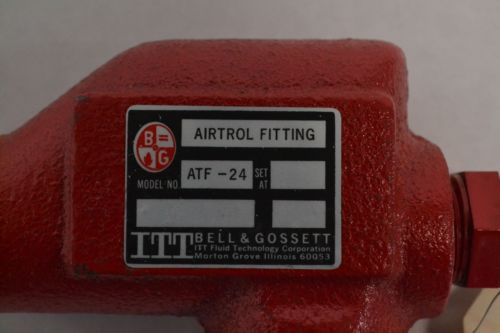 B G
AIRTROL FITTING
MODEL NO ATF -24 SET AT
ITT BELL & GOSSETT
ITT Fluid Technology Corporation
Morton Grove Illinois 60053